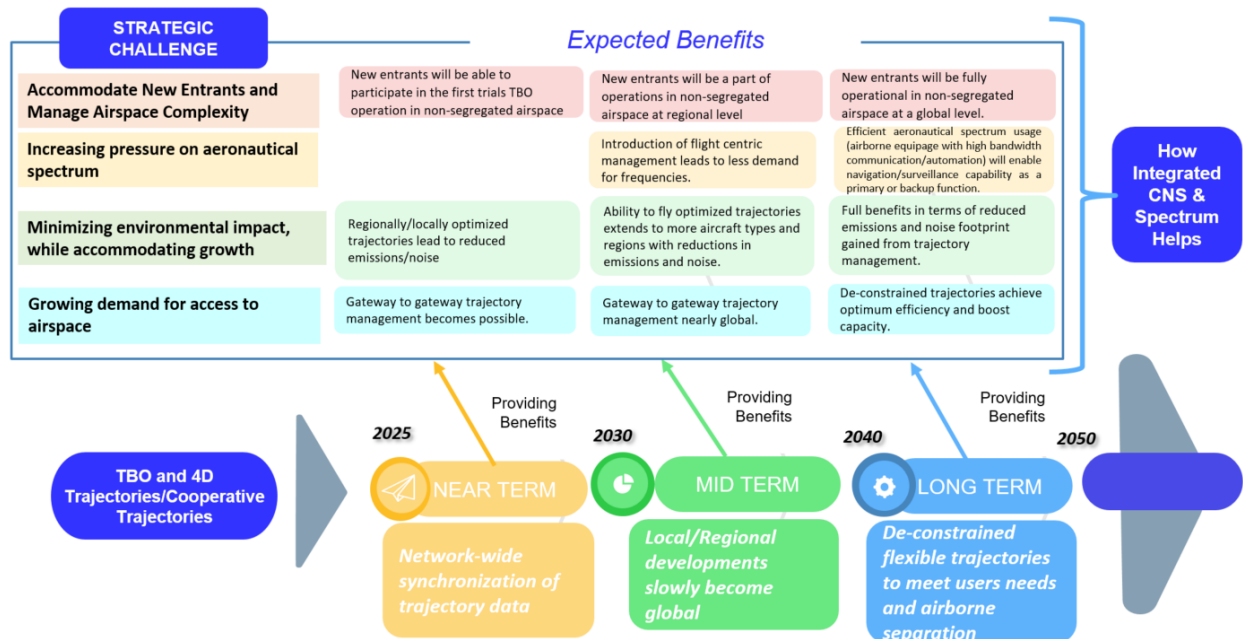 STRATEGIC
CHALLENGE
Expected Benefits
Accommodate New Entrants and
Manage Airspace Complexity
New entrants will be able to
participate in the first trials TBO
operation in non-segregated airspace
New entrants will be a part of
operations in non-segregated
airspace at regional level
New entrants will be fully
operational in non-segregated
airspace at a global level.
Increasing pressure on aeronautical
spectrum
Introduction of flight centric
management leads to less demand
for frequencies.
Efficient aeronautical spectrum usage
(airborne equipage with high bandwidth
communication/automation) will enable
navigation/surveillance capability as a
primary or backup function.
Minimizing environmental impact,
while accommodating growth
Regionally/locally optimized
trajectories lead to reduced
emissions/noise
Ability to fly optimized trajectories
extends to more aircraft types and
regions with reductions in
emissions and noise.
Full benefits in terms of reduced
emissions and noise footprint
gained from trajectory
management.
Growing demand for access to
airspace
Gateway to gateway trajectory
management becomes possible.
Gateway to gateway trajectory
management nearly global.
De-constrained trajectories achieve
optimum efficiency and boost
capacity.
How
Integrated
CNS &
Spectrum
Helps
Providing
Benefits
Providing
Benefits
Providing
Benefits
2025
2030
2040
2050
TBO and 4D
Trajectories/Cooperative
Trajectories
NEAR TERM
MID TERM
LONG TERM
Network-wide
synchronization of
trajectory data
Local/Regional
developments
slowly become
global
De-constrained
flexible trajectories
to meet users needs
and airborne
separation